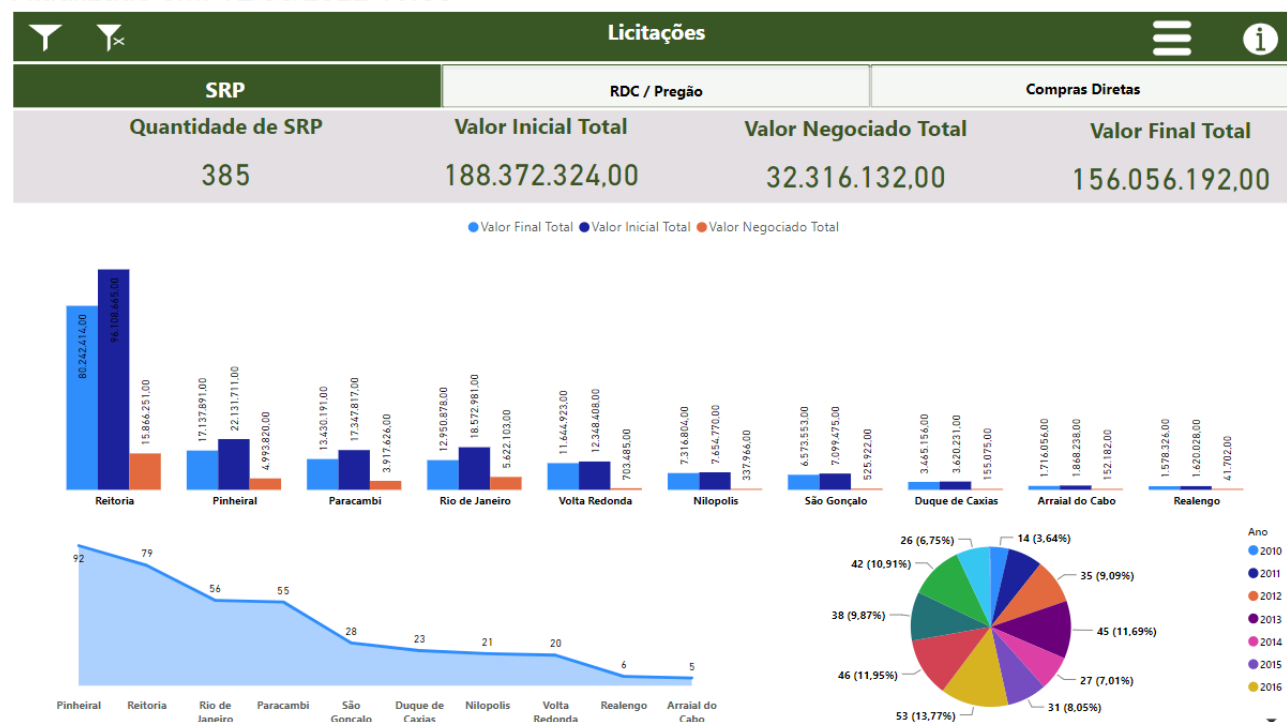 Licitações
SRP
RDC / Pregão
Compras Diretas
Quantidade de SRP
Valor Inicial Total
Valor Negociado Total
Valor Final Total
385
188.372.324,00
32.316.132,00
156.056.192,00
Valor Final Total Valor Inicial Total Valor Negociado Total
80.242.414,00
96.108.665,00
15.866.251,00
17.137.891,00
22.131.711,00
4.993.820,00
13.430.191,00
17.347.817,00
3.917.626,00
12.950.878,00
18.572.981,00
5.622.103,00
11.644.923,00
12.348.408,00
703.485,00
7.316.804,00
7.654.770,00
337.966,00
6.573.553,00
7.099.475,00
525.922,00
3.465.156,00
3.620.231,00
155.075,00
1.716.056,00
1.868.238,00
152.182,00
1.578.326,00
1.620.028,00
41.702,00
Reitoria
Pinheiral
Paracambi
Rio de Janeiro
Volta Redonda
Nilopolis
São Gonçalo
Duque de Caxias
Arraial do Cabo
Realengo
92
79
56
55
28
23
21
20
6
5
Pinheiral
Reitoria
Rio de
Janeiro
Paracambi
São
Gonçalo
Duque de
Caxias
Nilopolis
Volta
Redonda
Realengo
Arraial do
Cabo
26 (6,75%)
14 (3,64%)
42 (10,91%)
35 (9,09%)
38 (9,87%)
45 (11,69%)
46 (11,95%)
27 (7,01%)
53 (13,77%)
31 (8,05%)
Ano
2010
2011
2012
2013
2014
2015
2016